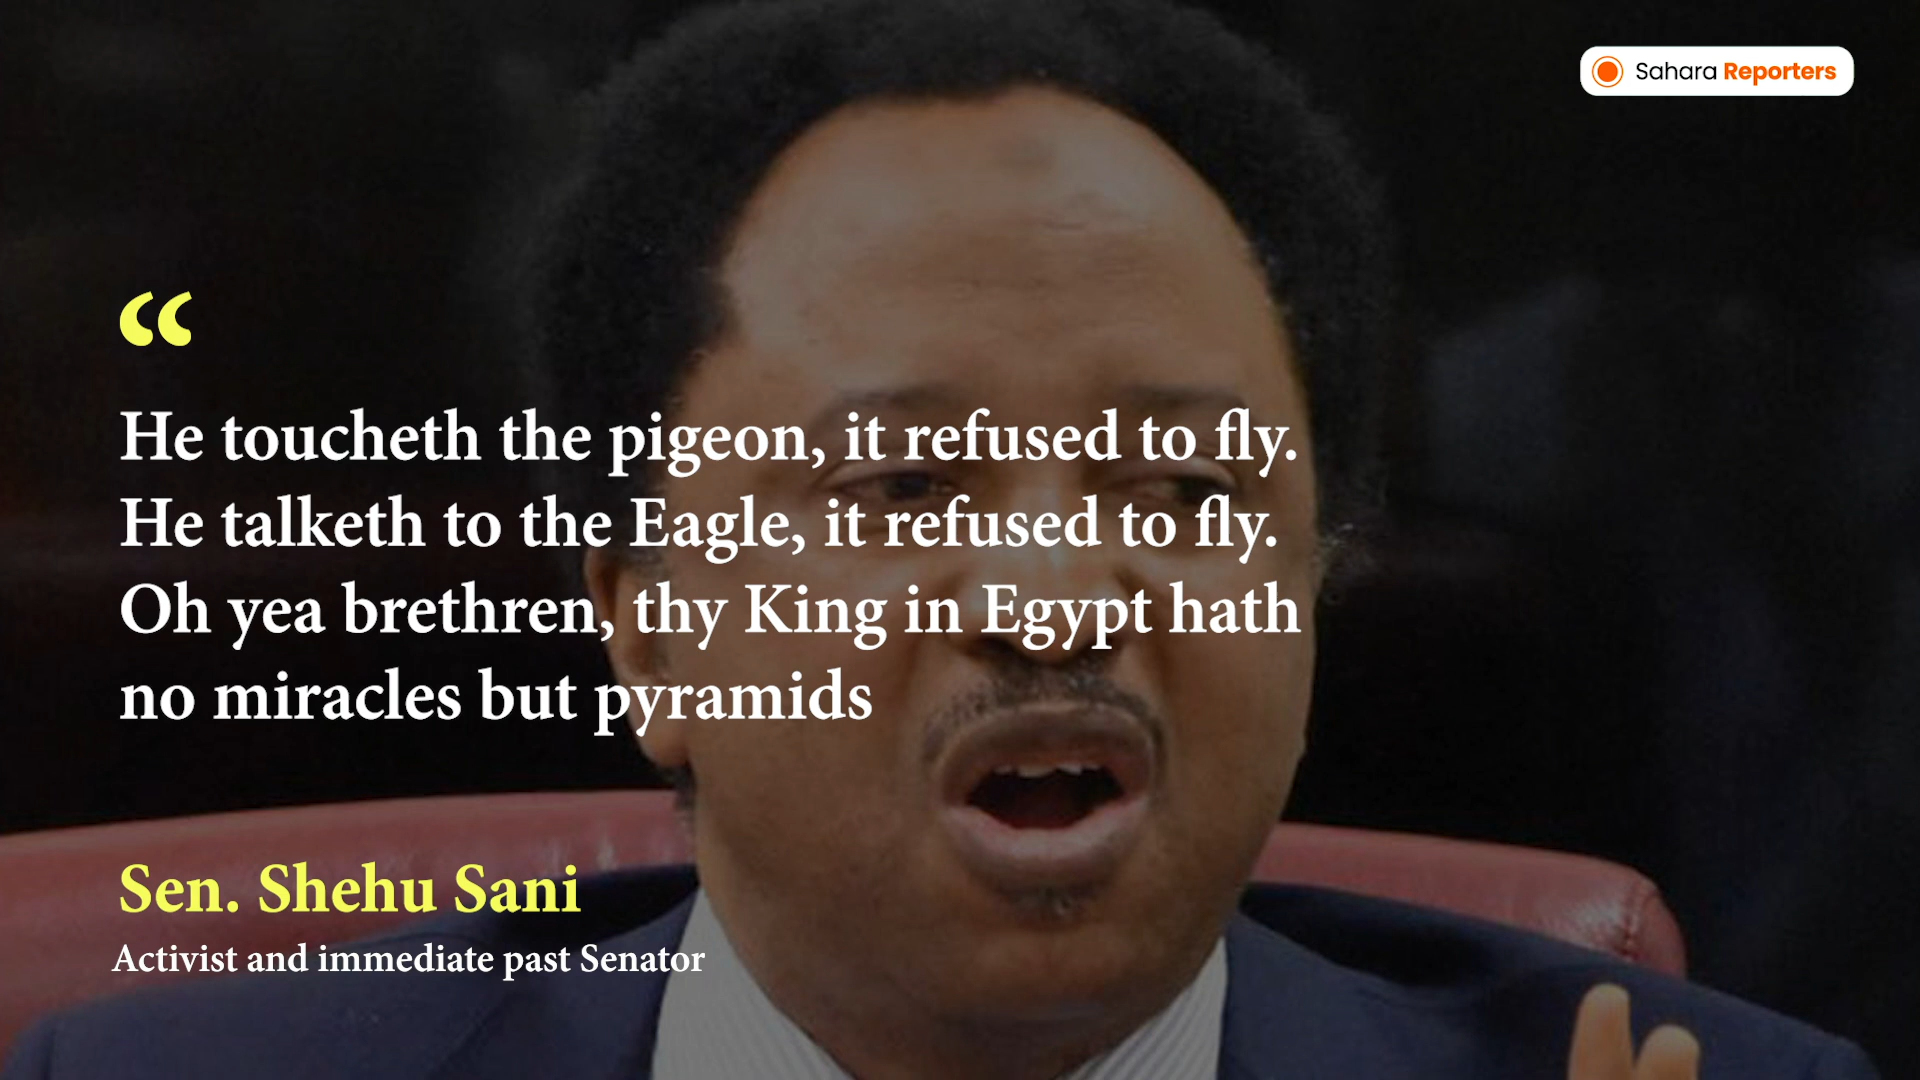 Sahara Reporters
“
He toucheth the pigeon, it refused to fly.
He talketh to the Eagle, it refused to fly.
Oh yea brethren, thy King in Egypt hath
no miracles but pyramids
Sen. Shehu Sani
Activist and immediate past Senator